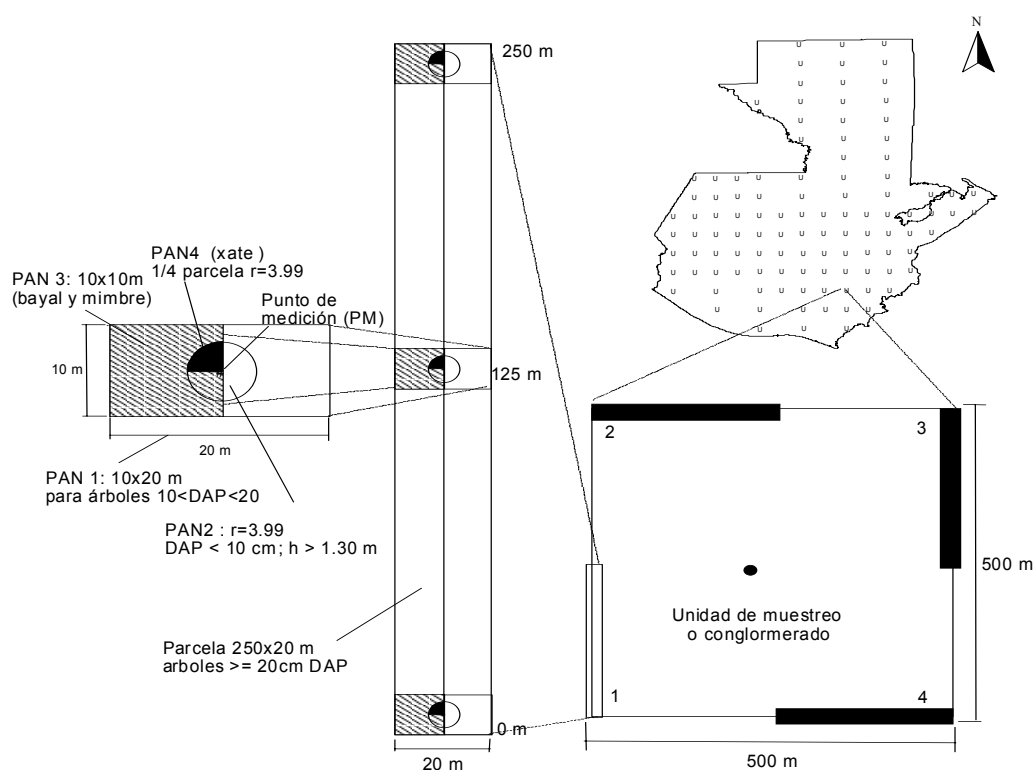 N
250 m
PAN4 (xate )
1/4 parcela r=3.99
PAN 3: 10x10m
(bayal y mimbre)
Punto de
medición (PM)
10 m
125 m
20 m
PAN 1: 10x20 m
para árboles 10<DAP<20
PAN2 : r=3.99
DAP < 10 cm; h > 1.30 m
Parcela 250x20 m
arboles >= 20cm DAP
0 m
20 m
2
3
500 m
Unidad de muestreo
o conglormerado
1
4
500 m